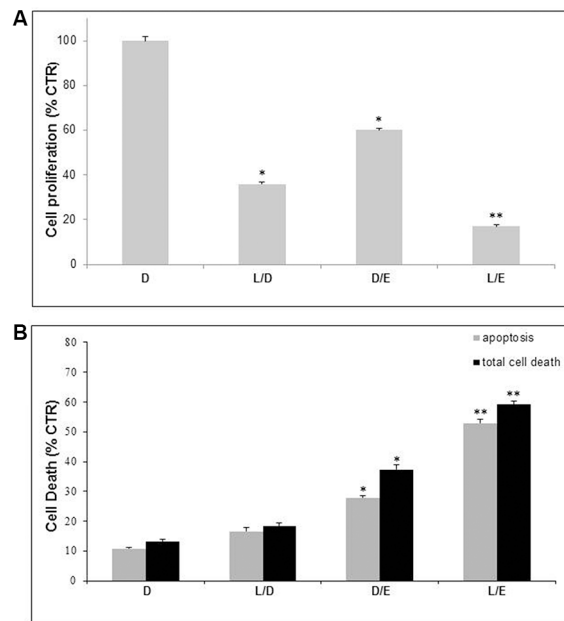 A
Cell proliferation (% CTR)
100
80
60
40
20
0
*
*
**
D L/D D/E L/E
B
apoptosis
total cell death
Cell Death (% CTR)
80
70
60
50
40
30
20
10
0
*
*
**
**
D L/D D/E L/E